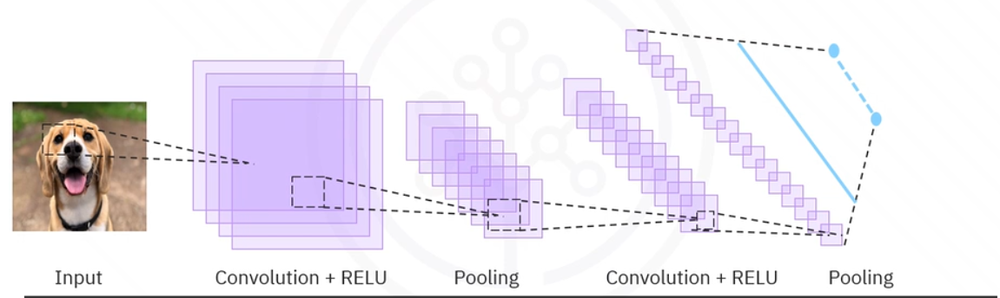 Input
Convolution + RELU
Pooling
Convolution + RELU
Pooling